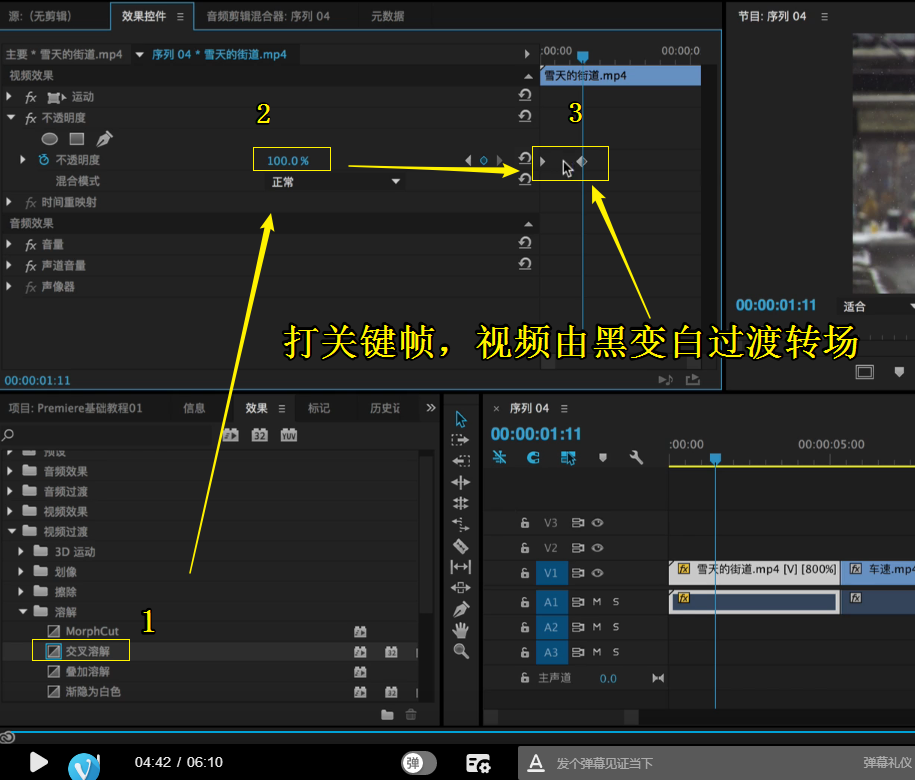 源: (无剪辑)
效果控件
音频剪辑混合器: 序列 04
元数据
节目: 序列 04
主要 * 雪天的街道.mp4
序列 04 * 雪天的街道.mp4
:00:00
00:00:0
视频效果
雪天的街道.mp4
fx 运动
fx 不透明度
2
3
不透明度
100.0 %
混合模式
正常
fx 时间重映射
音频效果
fx 音量
fx 声道音量
fx 声像器
00:00:01:11
适合
打关键帧，视频由黑变白过渡转场
00:00:01:11
项目: Premiere基础教程01
信息
效果
标记
历史记
序列 04
00:00:01:11
:00:00
00:00:05:00
32
YUV
预设
音频效果
音频过渡
视频效果
视频过渡
3D 运动
划像
擦除
溶解
MorphCut
1
交叉溶解
32
叠加溶解
渐隐为白色
32
V3
V2
V1
fx 雪天的街道.mp4 [V] [800%]
fx 车速.mp4
A1 M S
fx
fx
A2 M S
A3 M S
主声道
0.0
04:42 / 06:10
弹
A
发个弹幕见证当下
弹幕礼仪